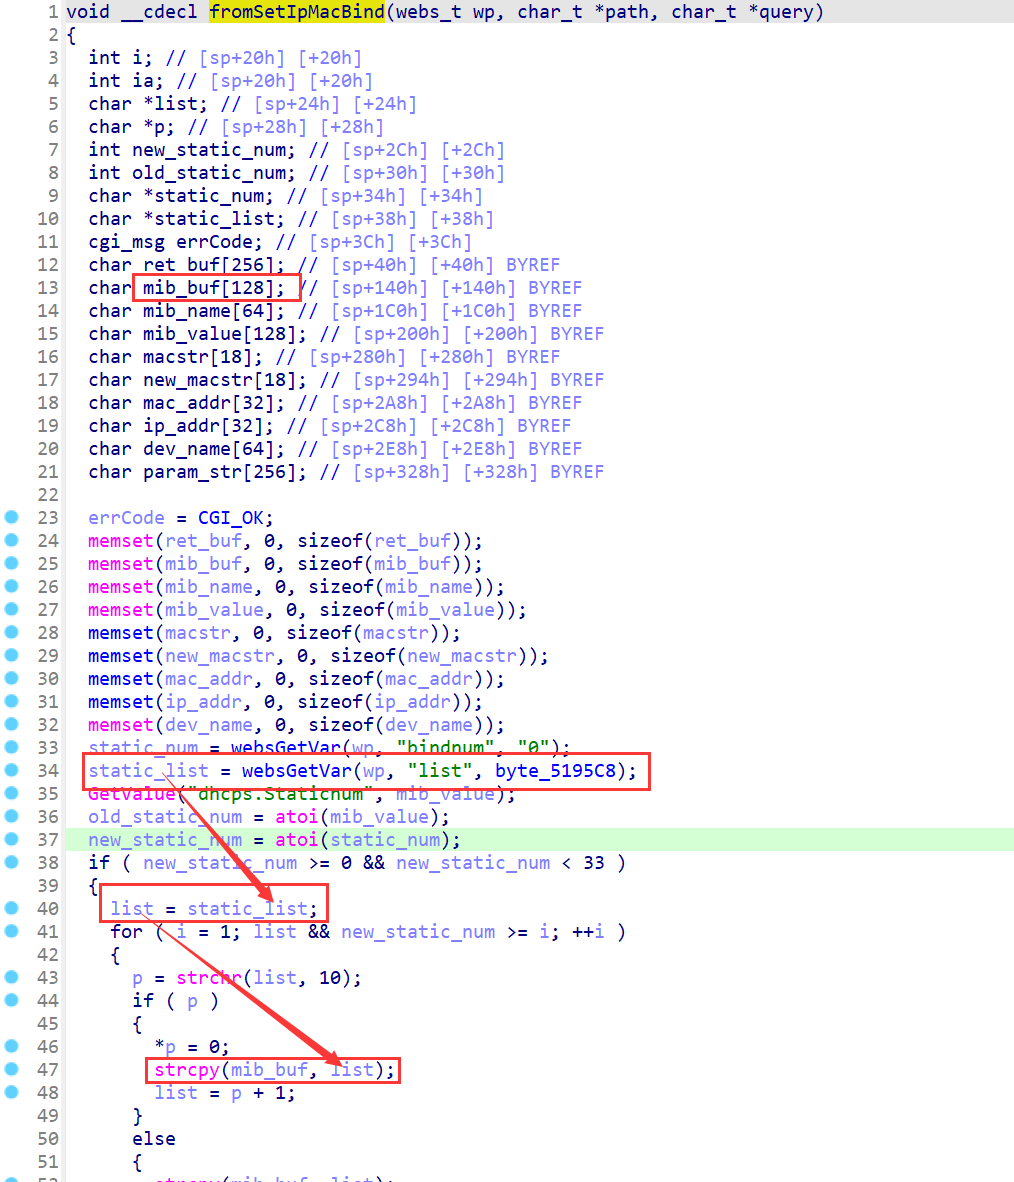 1 void __cdecl fromSetIpMacBind(webs_t wp, char_t *path, char_t *query)
2 {
3 int i; // [sp+20h] [+20h]
4 int ia; // [sp+20h] [+20h]
5 char *list; // [sp+24h] [+24h]
6 char *p; // [sp+28h] [+28h]
7 int new_static_num; // [sp+2Ch] [+2Ch]
8 int old_static_num; // [sp+30h] [+30h]
9 char *static_num; // [sp+34h] [+34h]
10 char *static_list; // [sp+38h] [+38h]
11 cgi_msg errCode; // [sp+3Ch] [+3Ch]
12 char ret_buf[256]; // [sp+40h] [+40h] BYREF
13 char mib_buf[128]; // [sp+140h] [+140h] BYREF
14 char mib_name[64]; // [sp+1C0h] [+1C0h] BYREF
15 char mib_value[128]; // [sp+200h] [+200h] BYREF
16 char macstr[18]; // [sp+280h] [+280h] BYREF
17 char new_macstr[18]; // [sp+294h] [+294h] BYREF
18 char mac_addr[32]; // [sp+2A8h] [+2A8h] BYREF
19 char ip_addr[32]; // [sp+2C8h] [+2C8h] BYREF
20 char dev_name[64]; // [sp+2E8h] [+2E8h] BYREF
21 char param_str[256]; // [sp+328h] [+328h] BYREF
22
23 errCode = CGI_OK;
24 memset(ret_buf, 0, sizeof(ret_buf));
25 memset(mib_buf, 0, sizeof(mib_buf));
26 memset(mib_name, 0, sizeof(mib_name));
27 memset(mib_value, 0, sizeof(mib_value));
28 memset(macstr, 0, sizeof(macstr));
29 memset(new_macstr, 0, sizeof(new_macstr));
30 memset(mac_addr, 0, sizeof(mac_addr));
31 memset(ip_addr, 0, sizeof(ip_addr));
32 memset(dev_name, 0, sizeof(dev_name));
33 static_num = websGetVar(wp, "bindnum", "0");
34 static_list = websGetVar(wp, "list", byte_5195C8);
35 GetValue("dhcps.Staticnum", mib_value);
36 old_static_num = atoi(mib_value);
37 new_static_num = atoi(static_num);
38 if ( new_static_num >= 0 && new_static_num < 33 )
39 {
40 list = static_list;
41 for ( i = 1; list && new_static_num >= i; ++i )
42 {
43 p = strchr(list, 10);
44 if ( p )
45 {
46 *p = 0;
47 strcpy(mib_buf, list);
48 list = p + 1;
49 }
50 else
51 {
52 strcpy(mib_buf, list);